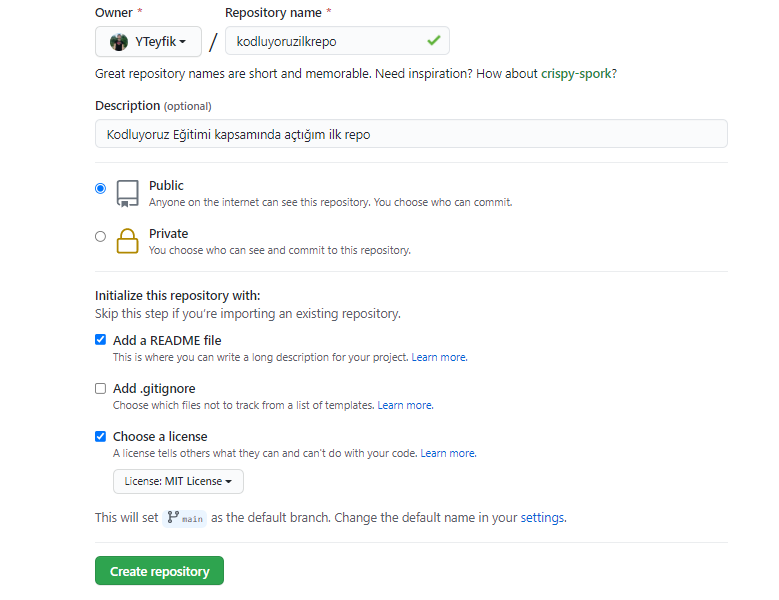 Owner * Repository name *
YTeyfik / kodluyoruzilkrepo
Great repository names are short and memorable. Need inspiration? How about crispy-spork?
Description (optional)
Kodluyoruz Eğitimi kapsamında açtığım ilk repo
Public
Anyone on the internet can see this repository. You choose who can commit.
Private
You choose who can see and commit to this repository.
Initialize this repository with:
Skip this step if you're importing an existing repository.
Add a README file
This is where you can write a long description for your project. Learn more.
Add .gitignore
Choose which files not to track from a list of templates. Learn more.
Choose a license
A license tells others what they can and can't do with your code. Learn more.
License: MIT License
This will set main as the default branch. Change the default name in your settings.
Create repository